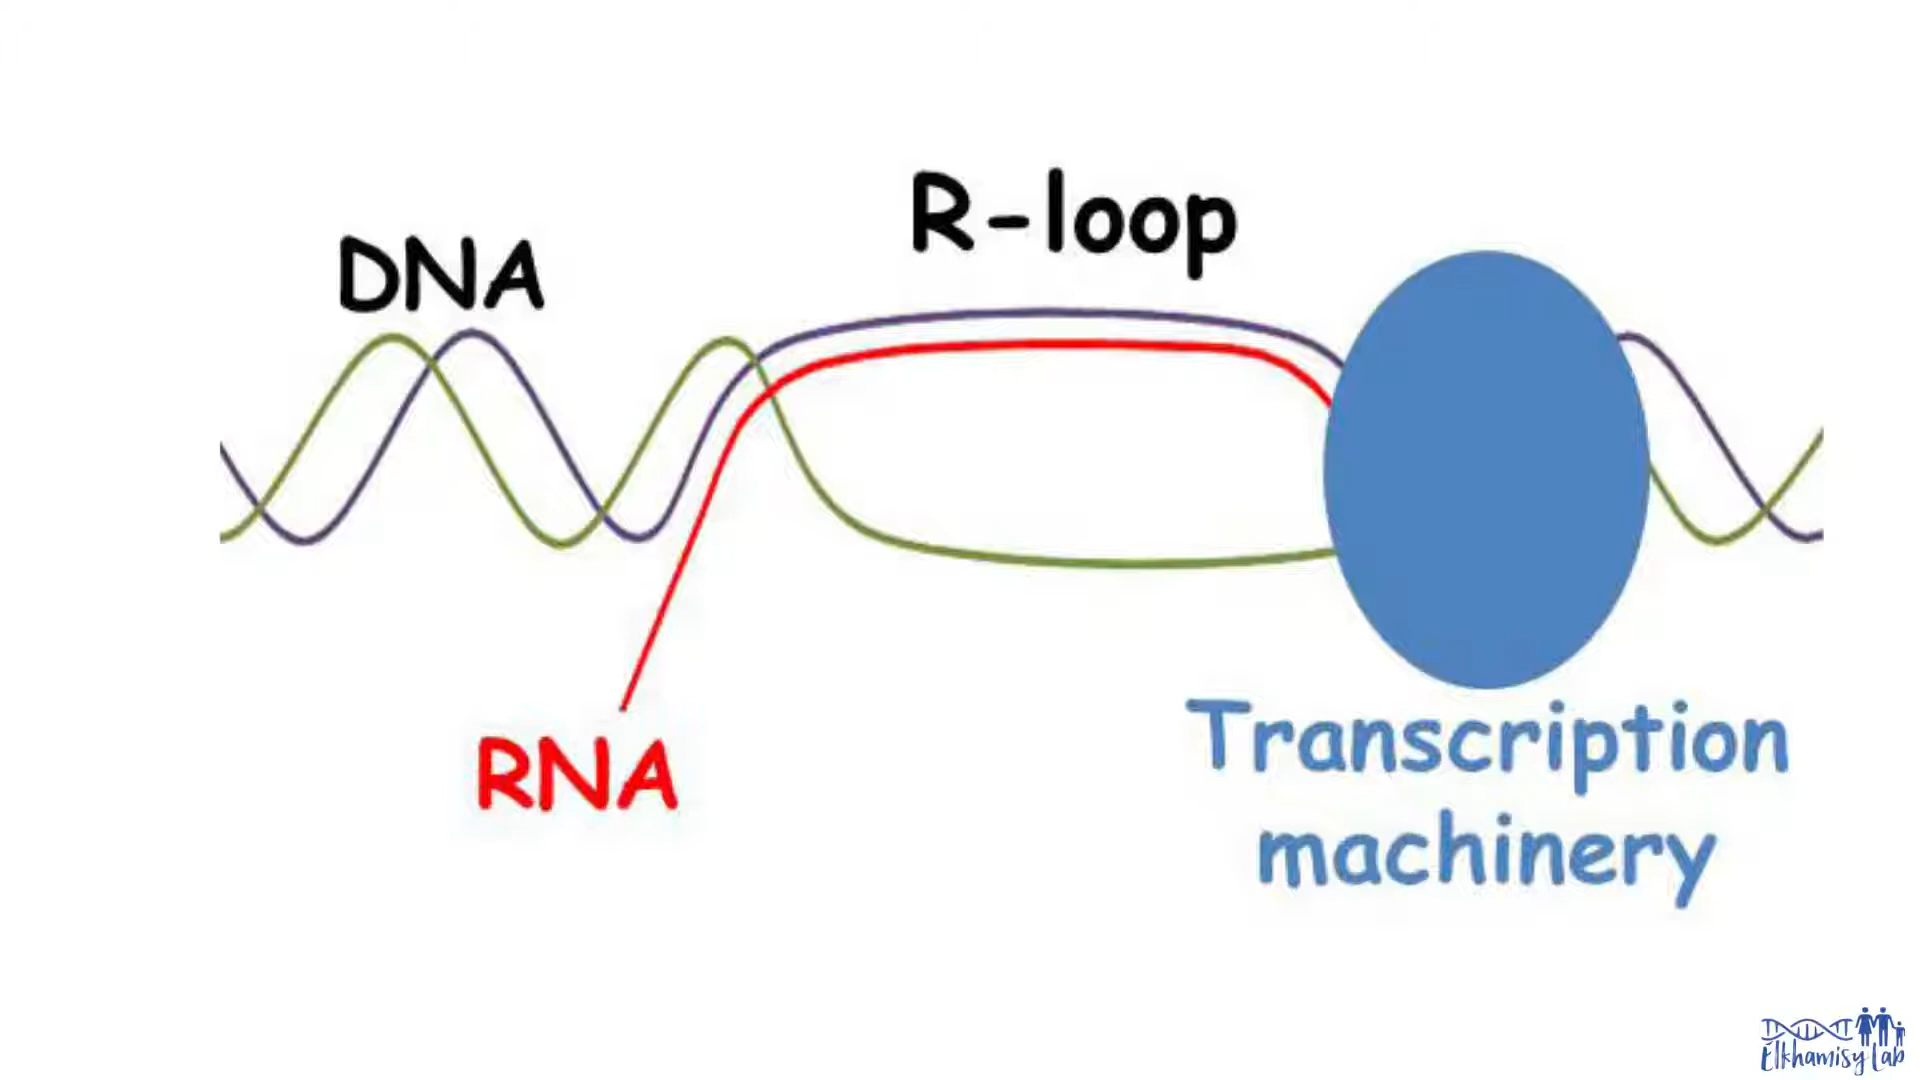 R-loop
DNA
RNA
Transcription
machinery
Elkhamisy Lab